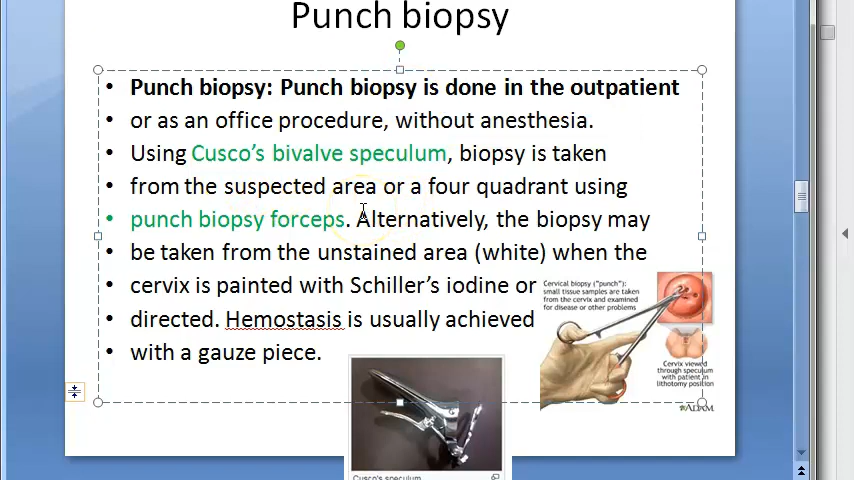 Punch biopsy
• Punch biopsy: Punch biopsy is done in the outpatient
• or as an office procedure, without anesthesia.
• Using Cusco's bivalve speculum, biopsy is taken
• from the suspected area or a four quadrant using
• punch biopsy forceps. Alternatively, the biopsy may
• be taken from the unstained area (white) when the
• cervix is painted with Schiller's iodine or
• directed. Hemostasis is usually achieved
• with a gauze piece.
Cervical biopsy ("punch"):
small tissue samples are taken
from the cervix and examined
for disease or other problems
Cervix viewed
through speculum
with patient in
lithotomy position
ADAM
Cusco's speculum